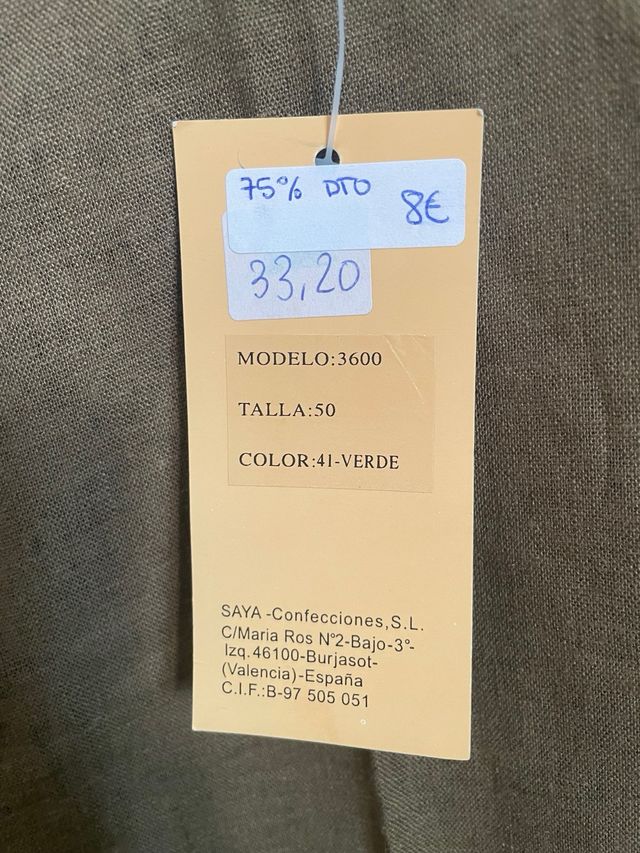 75% DTO 8€
33,20
MODELO:3600
TALLA:50
COLOR:41-VERDE
SAYA -Confecciones,S.L.
C/Maria Ros Nº2-Bajo-3º-
Izq.46100-Burjasot-
(Valencia)-España
C.I.F.:B-97 505 051